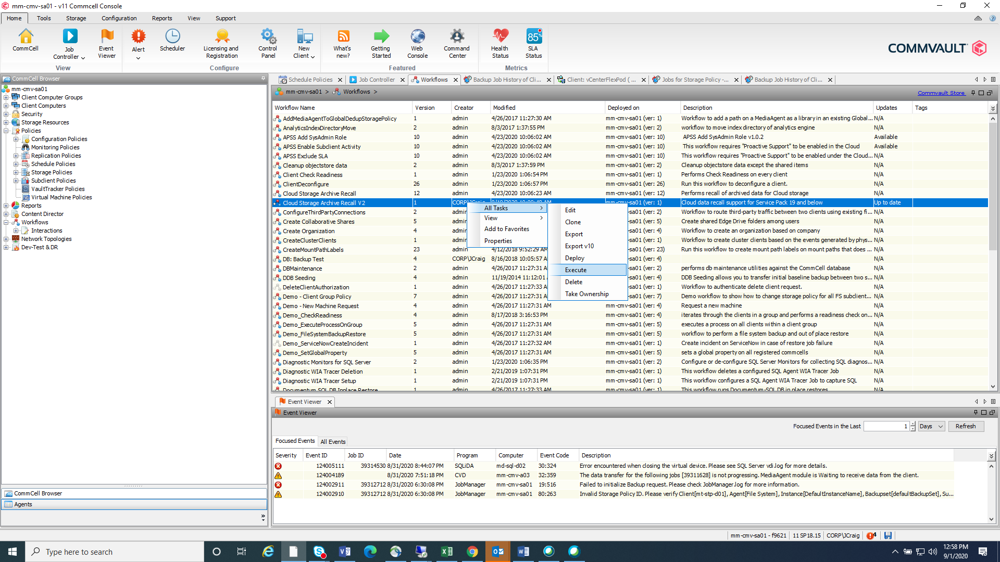 mm-cmv-sa01 - v11 Commcell Console
Home Tools Storage Configuration Reports View Support
CommCell Job Controller Event Viewer Alert Scheduler Licensing and Registration Control Panel New Client What's new? Getting Started Web Console Command Center Health Status 85% SLA Status
View Configure Featured Metrics
COMMVAULT
CommCell Browser
mm-cmv-sa01
Client Computer Groups
Client Computers
Security
Storage Resources
Policies
Configuration Policies
Monitoring Policies
Replication Policies
Schedule Policies
Storage Policies
Subclient Policies
VaultTracker Policies
Virtual Machine Policies
Reports
Content Director
Workflows
Interactions
Network Topologies
Dev-Test & DR
CommCell Browser
Agents
Schedule Policies Job Controller Workflows Backup Job History of Cli... Client: vCenterFlexPod ( ... Jobs for Storage Policy -... Backup Job History of Cli...
mm-cmv-sa01 > Workflows > Commvault Store
Workflow Name Version Creator Modified Deployed on Description Updates Tags
AddMediaAgentToGlobalDedupStoragePolicy 1 admin 4/26/2017 11:27:30 AM mm-cmv-sa01 (ver: 1) Workflow to add a path on a MediaAgent as a library in an existing Global... N/A
AnalyticsIndexDirectoryMove 2 admin 8/3/2017 1:37:55 PM mm-cmv-sa01 (ver: 2) workflow to move index directory of analytics engine N/A
APSS Add SysAdmin Role 10 admin 4/23/2020 10:06:02 AM mm-cmv-sa01 (ver: 10) APSS Add SysAdmin Role v1.0.2 Available
APSS Enable Subclient Activity 10 admin 4/23/2020 10:06:02 AM mm-cmv-sa01 (ver: 10) This workflow requires "Proactive Support" to be enabled in the Cloud Available
APSS Exclude SLA 10 admin 4/23/2020 10:06:02 AM mm-cmv-sa01 (ver: 10) This workflow requires "Proactive Support" to be enabled under the Cloud... N/A
Cleanup objectstore data 2 admin 8/3/2017 1:37:59 PM mm-cmv-sa01 (ver: 2) Cleanup objectstore data except the shared items N/A
Client Check Readiness 1 admin 1/23/2020 1:06:54 PM mm-cmv-sa01 (ver: 1) Performs Check Readiness on every client N/A
ClientDeconfigure 26 admin 1/23/2020 1:06:57 PM mm-cmv-sa01 (ver: 26) Run this workflow to deconfigure a client. N/A
Cloud Storage Archive Recall 12 admin 4/23/2020 10:06:23 AM mm-cmv-sa01 (ver: 12) Performs recall of archived data for Cloud storage N/A
Cloud Storage Archive Recall V2 1 CORP\JCraig mm-cmv-sa01 (ver: 1) Cloud data recall support for Service Pack 19 and below Up to date
ConfigureThirdPartyConnections 2 admin (ver: 2) Workflow to route third-party traffic between two clients using existing fi... N/A
Create Collaborative Shares 5 admin (ver: 5) Create shared Edge Drive folders among users N/A
Create Organization 4 admin (ver: 4) Workflow to create an organization based on company N/A
CreateClusterClients 1 admin (ver: 1) Workflow to create cluster clients based on the events generated by phys... N/A
CreateMountPathLabels 23 admin 4/12/2018 9:52:29 AM (ver: 23) Run this workflow to create mount path labels on mount paths that does ... N/A
DB: Backup Test 4 CORP\JCraig 8/16/2018 10:05:57 A -sa01 (ver: 4) N/A
DBMaintenance 2 admin 4/26/2017 11:27:31 A -sa01 (ver: 2) performs db maintenance utilities against the CommCell database N/A
DDB Seeding 4 admin 11/19/2014 11:12:01 -sa01 (ver: 4) DDB Seeding allows you to transfer initial baseline backup between two s... N/A
DeleteClientAuthorization 1 admin 4/26/2017 11:27:33 A -sa01 (ver: 1) Workflow to authenticate delete client request. N/A
Demo - Client Group Policy 7 admin 4/26/2017 11:27:31 A -sa01 (ver: 7) Demo workflow to show how to change storage policy for all FS subclient... N/A
Demo - New Machine Request 4 admin 4/26/2017 11:27:31 AM mm-cmv-sa01 (ver: 4) Request a new machine N/A
Demo_CheckReadiness 4 admin 8/17/2018 3:16:53 PM mm-cmv-sa01 (ver: 4) iterates through the clients in a group and performs a readiness check on... N/A
Demo_ExecuteProcessOnGroup 5 admin 4/26/2017 11:27:31 AM mm-cmv-sa01 (ver: 5) executes a process on all clients within a client group N/A
Demo_FileSystemBackupRestore 5 admin 4/26/2017 11:27:31 AM mm-cmv-sa01 (ver: 5) workflow to perform a file system backup and out of place restore N/A
Demo_ServiceNowCreateIncident 1 admin 4/26/2017 11:27:32 AM mm-cmv-sa01 (ver: 1) Create incident on ServiceNow in case of restore job failure N/A
Demo_SetGlobalProperty 5 admin 4/26/2017 11:27:31 AM mm-cmv-sa01 (ver: 5) sets a global property on all registered commcells N/A
Diagnostic Monitors for SQL Server 2 admin 1/23/2020 1:06:35 PM mm-cmv-sa01 (ver: 2) Configure or de-configure SQL Server Monitors for collecting SQL diagnos... N/A
Diagnostic WIA Tracer Deletion 1 admin 2/21/2019 1:07:31 PM mm-cmv-sa01 (ver: 1) This workflow deletes a configured SQL Agent WIA Tracer Job N/A
Diagnostic WIA Tracer Setup 1 admin 2/21/2019 1:07:31 PM mm-cmv-sa01 (ver: 1) This workflow configures a SQL Agent WIA Tracer Job to capture SQL N/A
Documentum SQL DB Inplace Restore 1 admin 4/26/2017 11:27:33 AM mm-cmv-sa01 (ver: 1) This workflow runs Documentum-SQL DB in place restores N/A
All Tasks
View
Add to Favorites
Properties
Edit
Clone
Export
Export v10
Deploy
Execute
Delete
Take Ownership
Event Viewer
Event Viewer
Focused Events in the Last 1 Days Refresh
Focused Events All Events
Severity Event ID Job ID Date Program Computer Event Code Description
124005111 39314530 8/31/2020 8:44:07 PM SQLiDA md-sql-d02 30:324 Error encountered when closing the virtual device. Please see SQL Server vdi.log for more details.
124004189 8/31/2020 7:51:18 PM CVD mm-cmv-a03 32:359 The data transfer for the following jobs [39311628] is not progressing. MediaAgent module is Waiting to receive data from the client.
124002911 39312712 8/31/2020 6:30:08 PM JobManager mm-cmv-sa01 19:516 Failed to initialize Backup request. Please check JobManager.log for more information.
124002910 39312712 8/31/2020 6:30:08 PM JobManager mm-cmv-sa01 80:263 Invalid Storage Policy ID. Please verify Client[mt-stp-d01], Agent[File System], Instance[DefaultInstanceName], Backupset[defaultBackupSet], Su...
mm-cmv-sa01 - f9621 11 SP18.15 CORP\JCraig 4
Type here to search
12:58 PM
9/1/2020